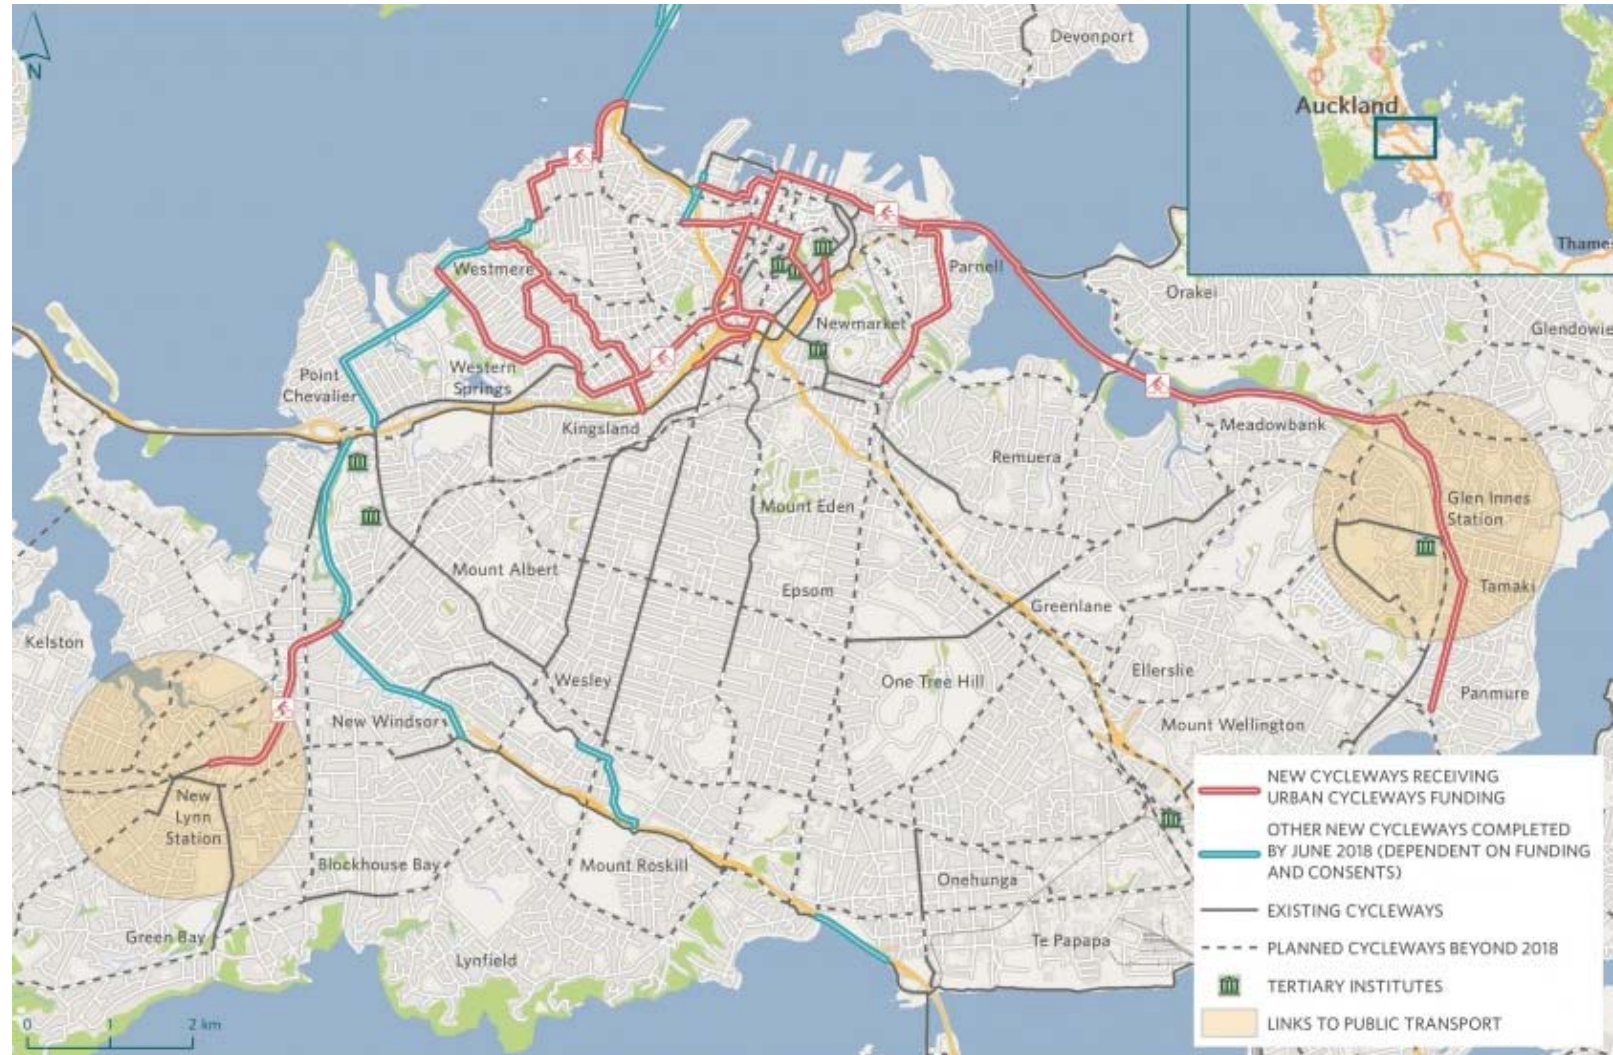 Devonport
N
Auckland
Thames
Westmere
Parnell
Orakei
Newmarket
Glendowie
Point
Chevalier
Western
Springs
Kingsland
Meadowbank
Remuera
Mount Eden
Glen Innes
Station
Mount Albert
Epsom
Tamaki
Greenlane
Kelston
Wesley
One Tree Hill
Ellerslie
Panmure
New Windsor
Mount Wellington
New
Lynn
Station
Blockhouse Bay
Mount Roskill
Onehunga
Green Bay
Te Papapa
Lynfield
0 1 2 km
NEW CYCLEWAYS RECEIVING
URBAN CYCLEWAYS FUNDING
OTHER NEW CYCLEWAYS COMPLETED
BY JUNE 2018 (DEPENDENT ON FUNDING
AND CONSENTS)
EXISTING CYCLEWAYS
PLANNED CYCLEWAYS BEYOND 2018
TERTIARY INSTITUTES
LINKS TO PUBLIC TRANSPORT